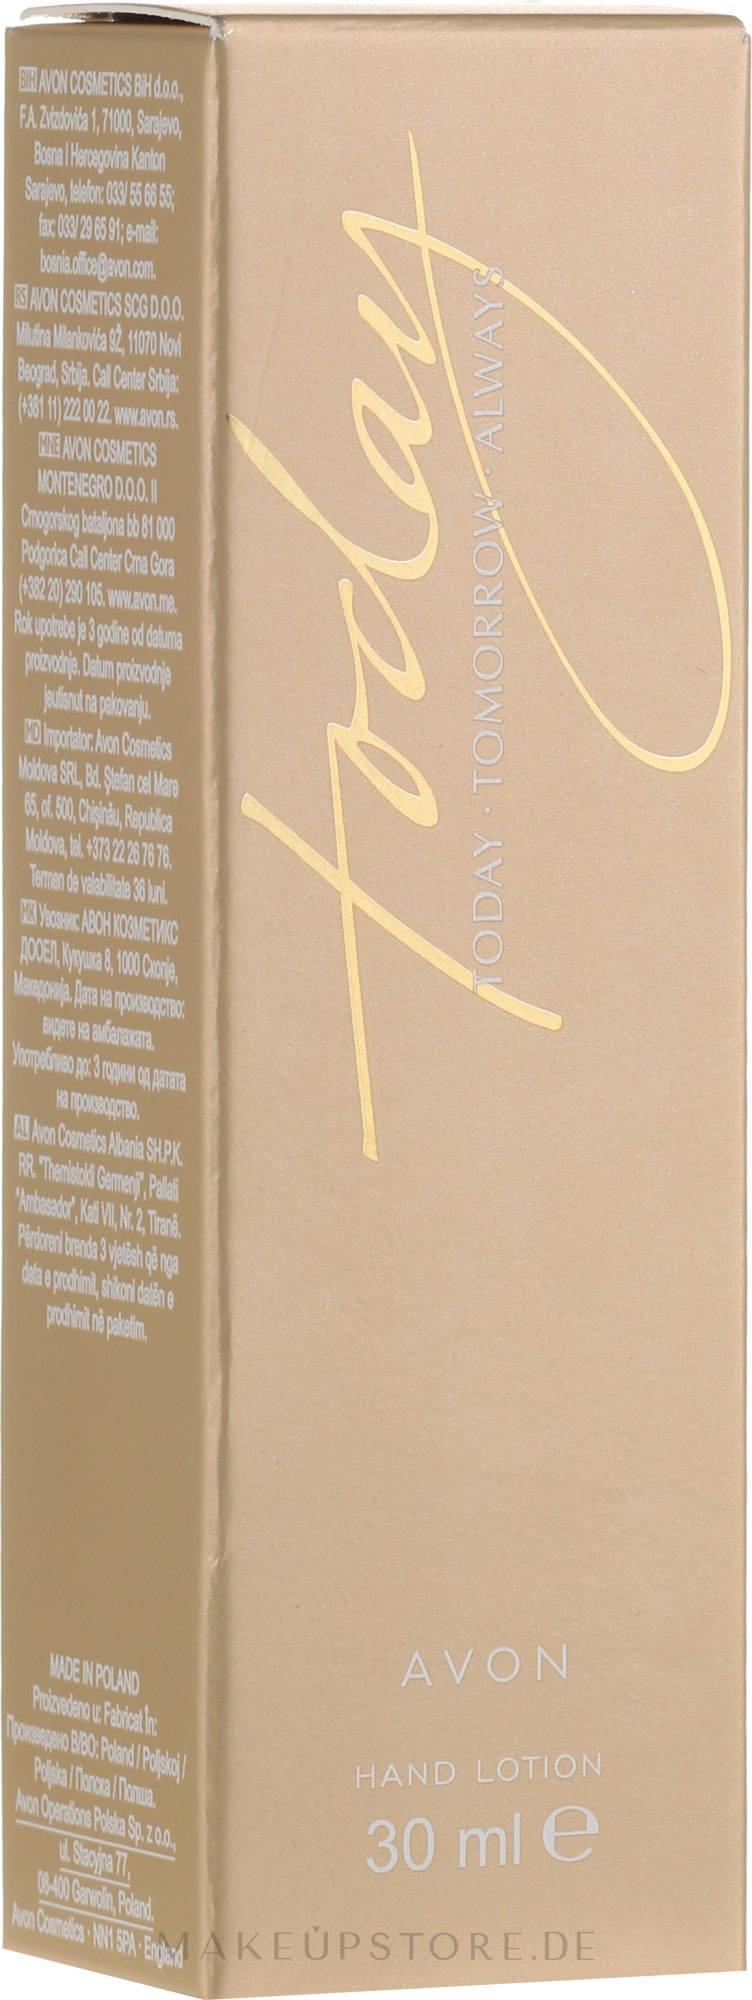 BIH AVON COSMETICS BiH d.o.o.,
F.A. Zvizdovića 1, 71000, Sarajevo,
Bosna i Hercegovina Kanton
Sarajevo, telefon: 033/ 55 66 55;
fax: 033/ 29 65 91; e-mail:
bosnia.office@avon.com.
RS AVON COSMETICS SCG D.O.O.
Milutina Milankovića 9Ž, 11070 Novi
Beograd, Srbija. Call Center Srbija:
(+381 11) 222 00 22. www.avon.rs.
MNE AVON COSMETICS
MONTENEGRO D.O.O. II
Crnogorskog bataljona bb 81 000
Podgorica Call Center Crna Gora
(+382 20) 290 105. www.avon.me.
Rok upotrebe je 3 godine od datuma
proizvodnje. Datum proizvodnje
jeutisnut na pakovanju.
MD Importator: Avon Cosmetics
Moldova SRL, Bd. Ştefan cel Mare
65, of. 500, Chişinău, Republica
Moldova, tel. +373 22 26 76 76.
Termen de valabilitate 36 luni.
MK Увозник: АВОН КОЗМЕТИКС
ДООЕЛ, Кукушка 8, 1000 Скопје,
Македонија. Дата на производство:
видете на амбалажата.
Употребливо до: 3 години од датата
на производство.
AL Avon Cosmetics Albania SH.P.K.
RR. "Themistokli Germenji", Pallati
"Ambasador", Kati VII, Nr. 2, Tiranë.
Përdoreni brenda 3 vjetësh që nga
data e prodhimit, shikoni datën e
prodhimit në paketim.
MADE IN POLAND
Proizvedeno u: Fabricat în:
Произведено В/ВО: Poland / Poljskoj /
Poljska / Полска / Полша.
Avon Operations Polska Sp. z o.o.,
ul. Stacyjna 77,
08-400 Garwolin, Poland.
Avon Cosmetics · NN1 5PA · England
today
TODAY · TOMORROW · ALWAYS
AVON
HAND LOTION
30 ml e
MAKEUPSTORE.DE